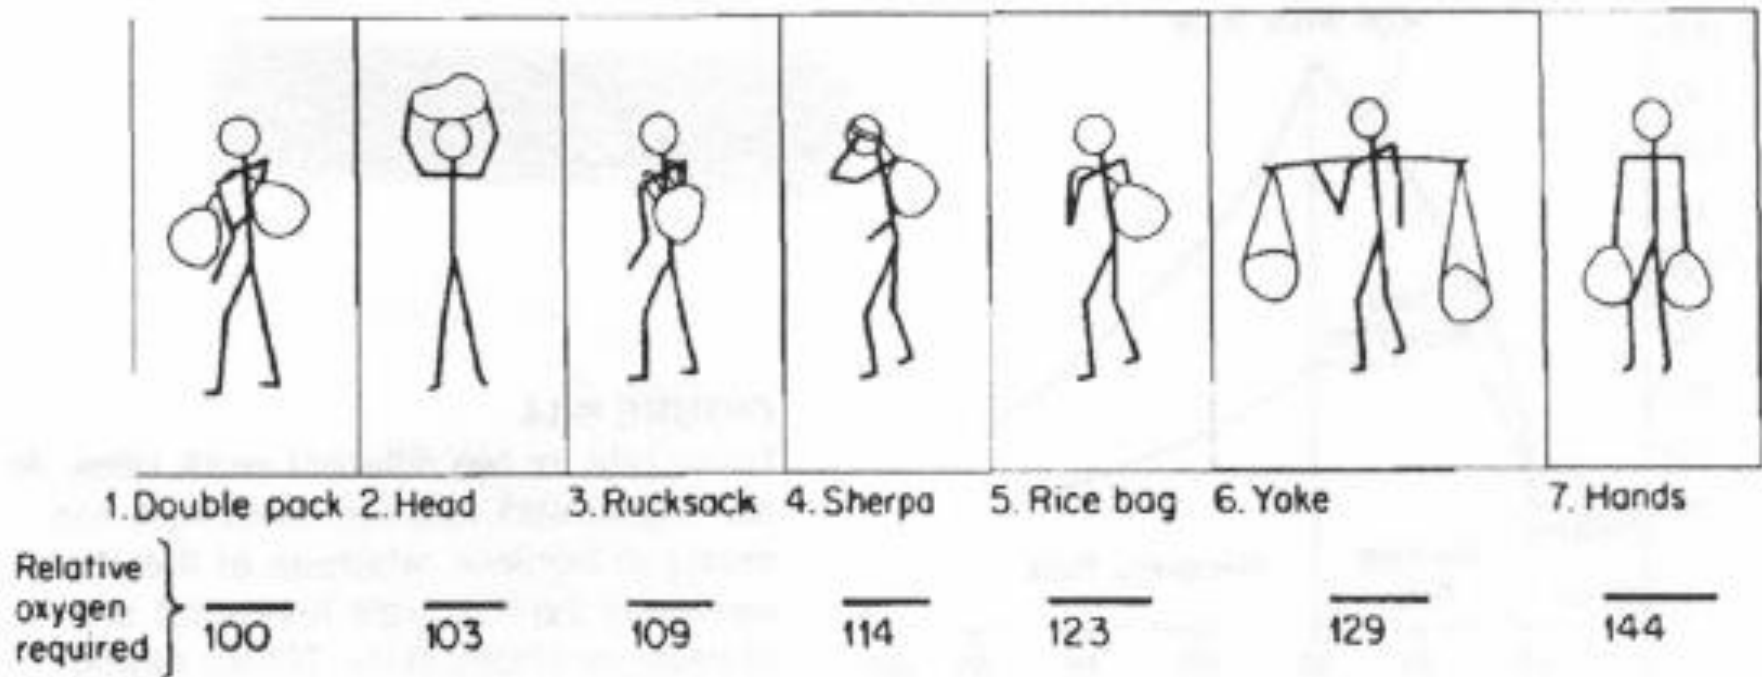 1. Double pack 2. Head 3. Rucksack 4. Sherpa 5. Rice bag 6. Yoke 7. Hands
Relative
oxygen
required
100 103 109 114 123 129 144